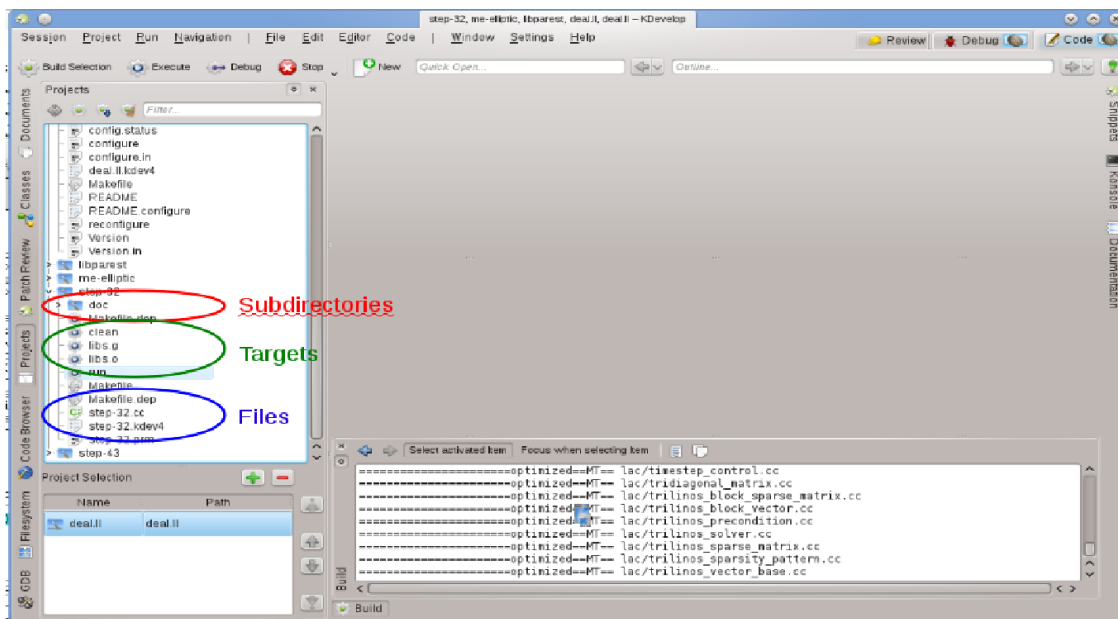 step-32, me-elliptic, libparest, deal.II, deal.II – KDevelop
Session Project Run Navigation | File Edit Editor Code | Window Settings Help
Review Debug Code
Build Selection Execute Debug Stop New Quick Open... Outline...
Projects
Filter...
config.status
configure
configure.in
deal.II.kdev4
Makefile
README
README.configure
reconfigure
Version
Version.in
libparest
me-elliptic
step-32
doc
Subdirectories
Makefile.dep
clean
libs.g
libs.o
Targets
run
Makefile
Makefile.dep
step-32.cc
Files
step-32.kdev4
step-32.prm
step-43
Project Selection
Name Path
deal.II deal.II
Documents
Classes
Patch Review
Projects
Code Browser
Filesystem
GDB
Snippets
Konsole
Documentation
Select activated item Focus when selecting item
=======================optimized==MT== lac/timestep_control.cc
=======================optimized==MT== lac/tridiagonal_matrix.cc
=======================optimized==MT== lac/trilinos_block_sparse_matrix.cc
=======================optimized==MT== lac/trilinos_block_vector.cc
=======================optimized==MT== lac/trilinos_precondition.cc
=======================optimized==MT== lac/trilinos_solver.cc
=======================optimized==MT== lac/trilinos_sparse_matrix.cc
=======================optimized==MT== lac/trilinos_sparsity_pattern.cc
=======================optimized==MT== lac/trilinos_vector_base.cc
Build
Build